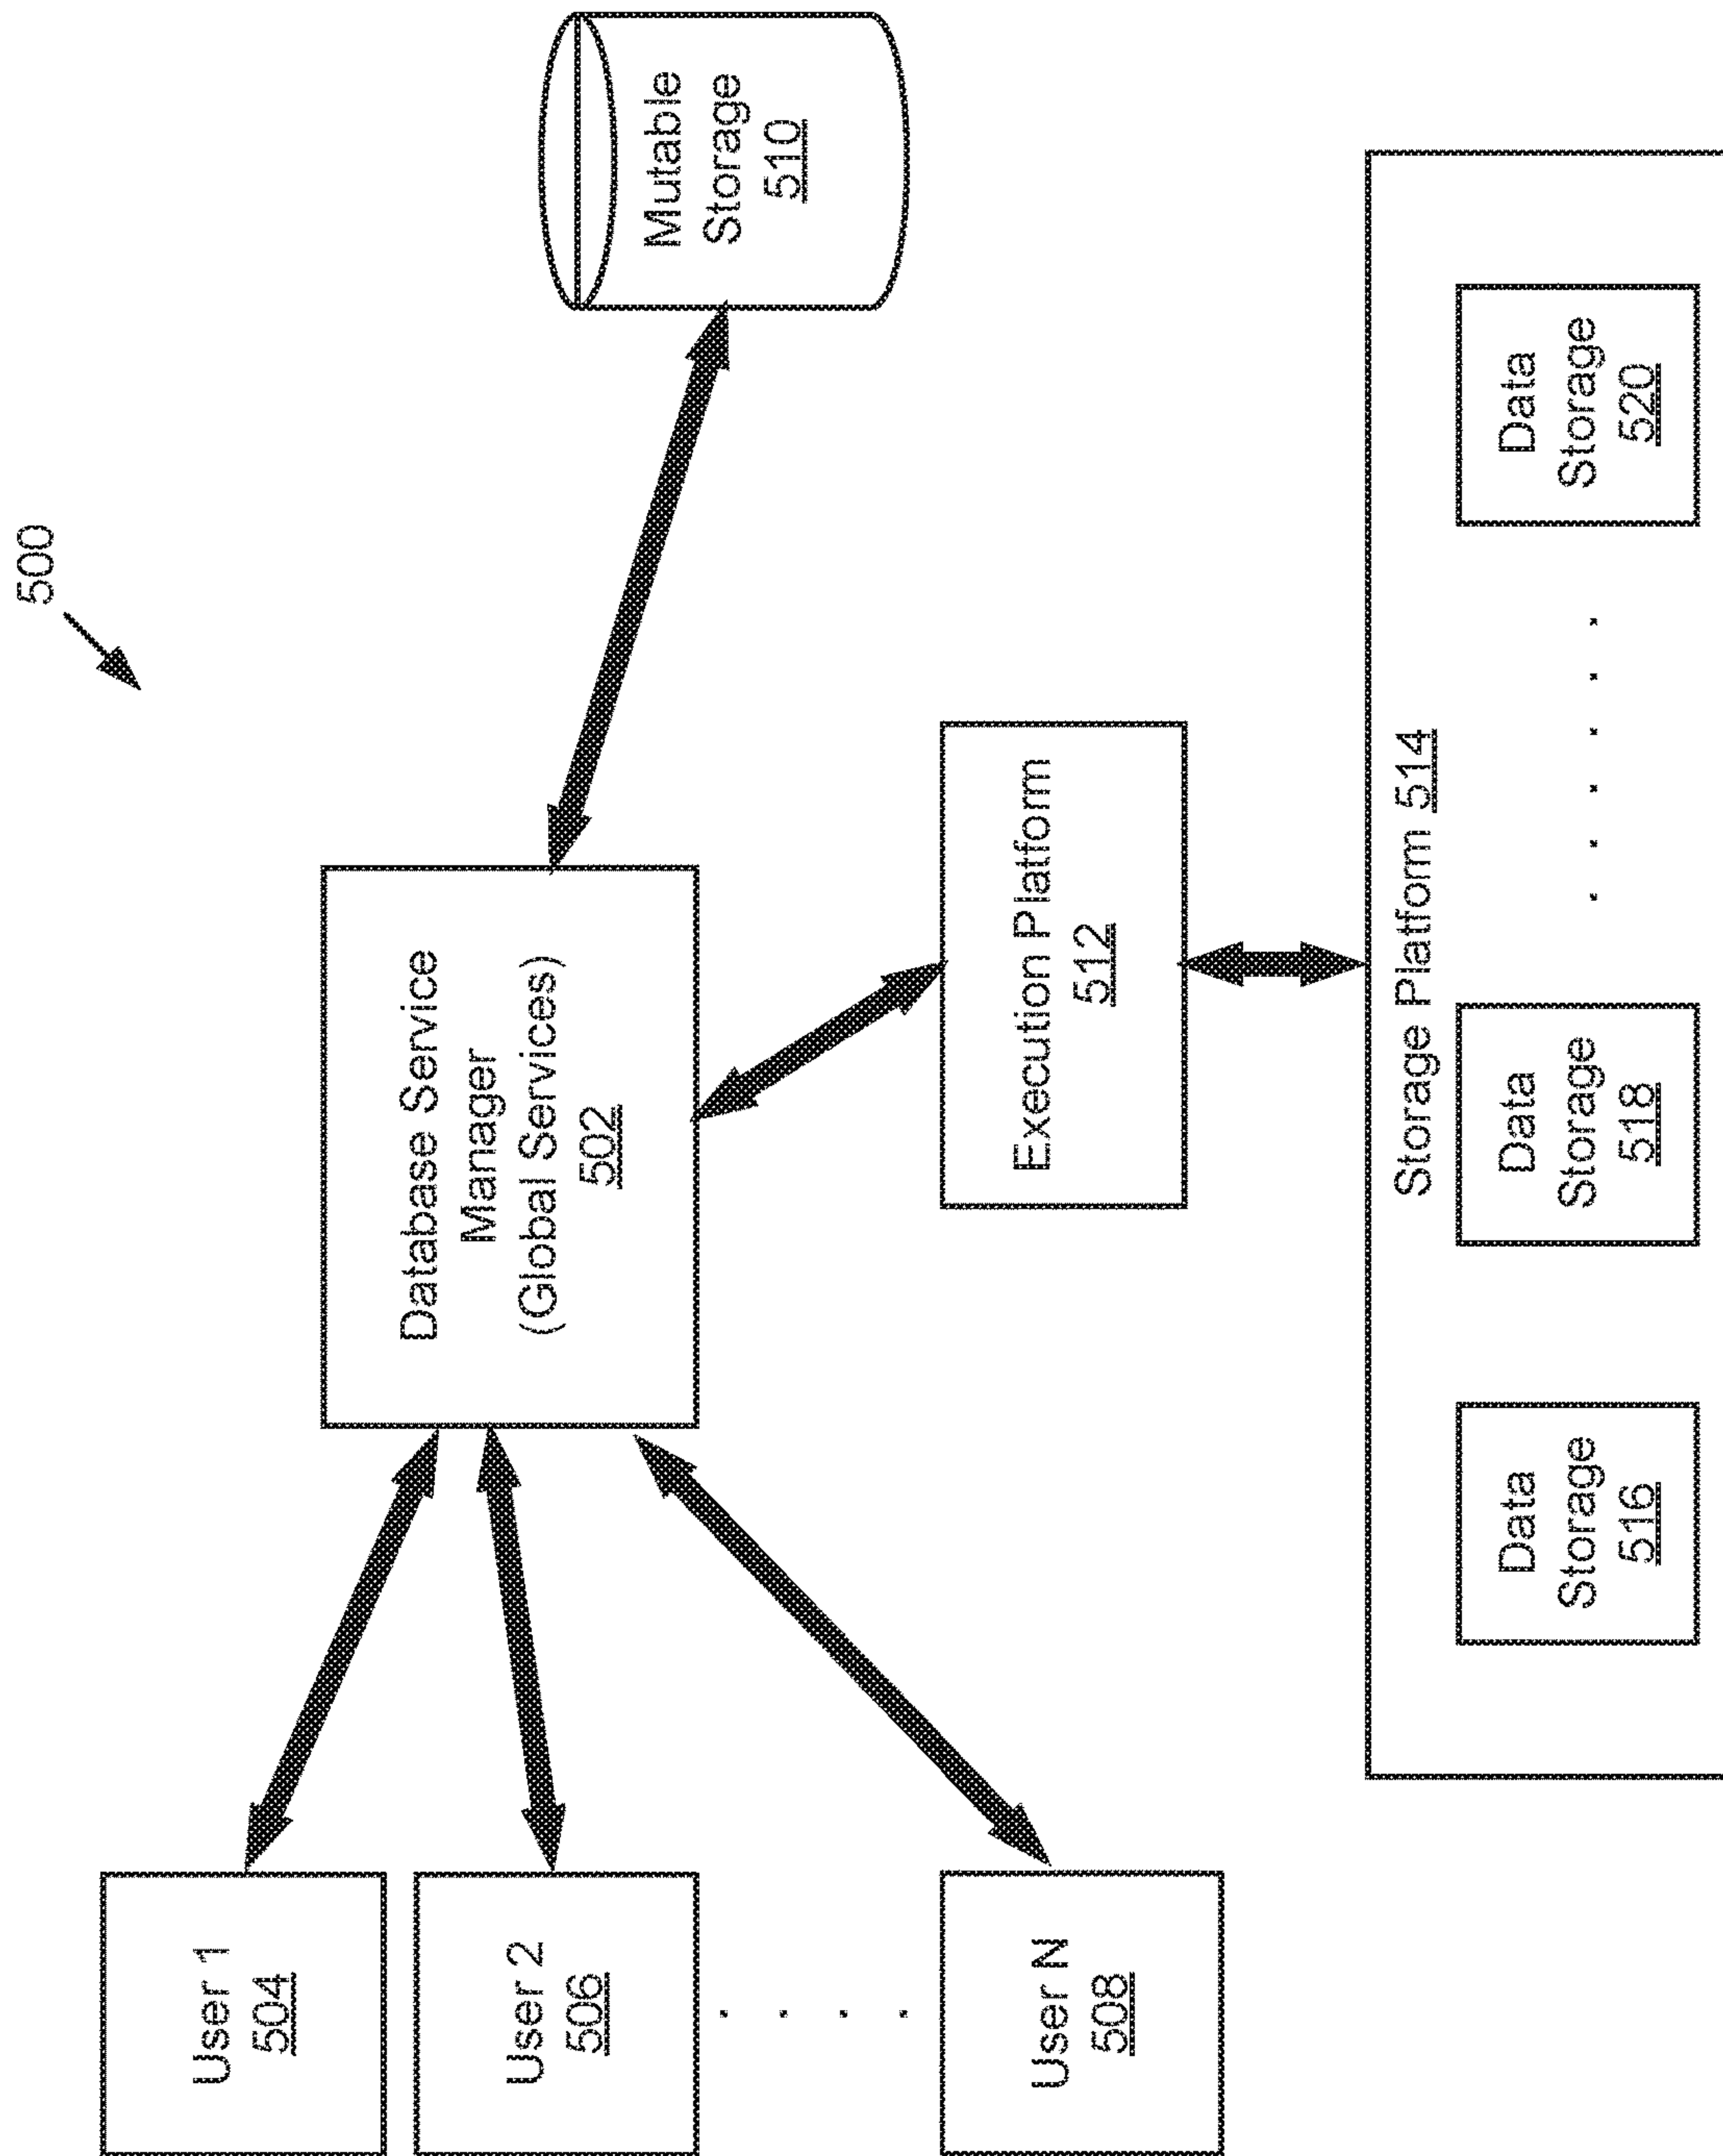 500
User 1
504
User 2
506
User N
508
Database Service
Manager
(Global Services)
502
Mutable
Storage
510
Execution Platform
512
Storage Platform 514
Data
Storage
516
Data
Storage
518
Data
Storage
520